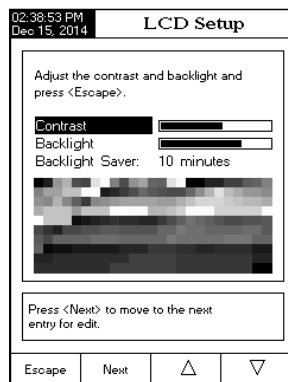 02:38:53 PM
Dec 15, 2014
LCD Setup
Adjust the contrast and backlight and
press <Escape>.
Contrast
Backlight
Backlight Saver: 10 minutes
Press <Next> to move to the next
entry for edit.
Escape Next △ ▽